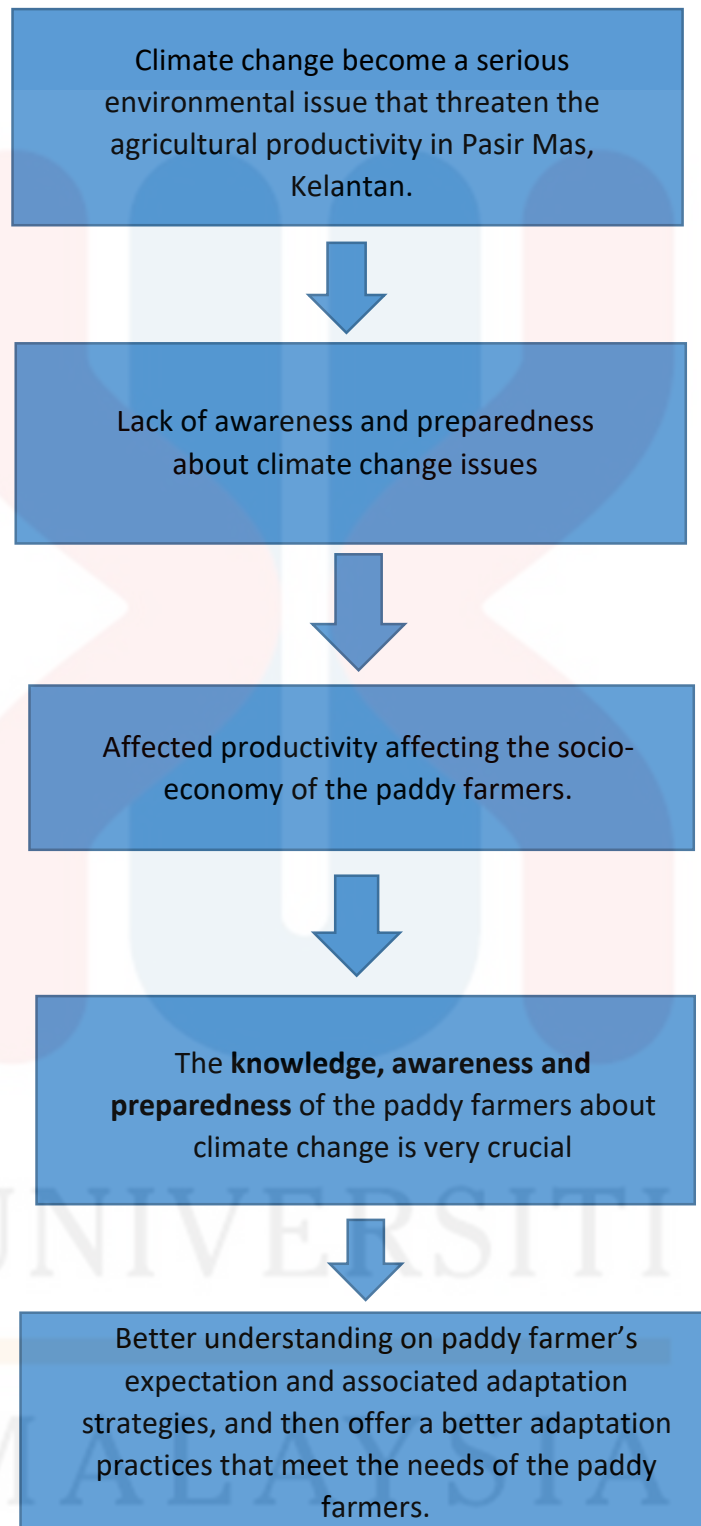 Climate change become a serious
environmental issue that threaten the
agricultural productivity in Pasir Mas,
Kelantan.
Lack of awareness and preparedness
about climate change issues
Affected productivity affecting the socio-
economy of the paddy farmers.
The knowledge, awareness and
preparedness of the paddy farmers about
climate change is very crucial
UNIVERSITI
Better understanding on paddy farmer’s
expectation and associated adaptation
strategies, and then offer a better adaptation
practices that meet the needs of the paddy
farmers.
MALAYSIA